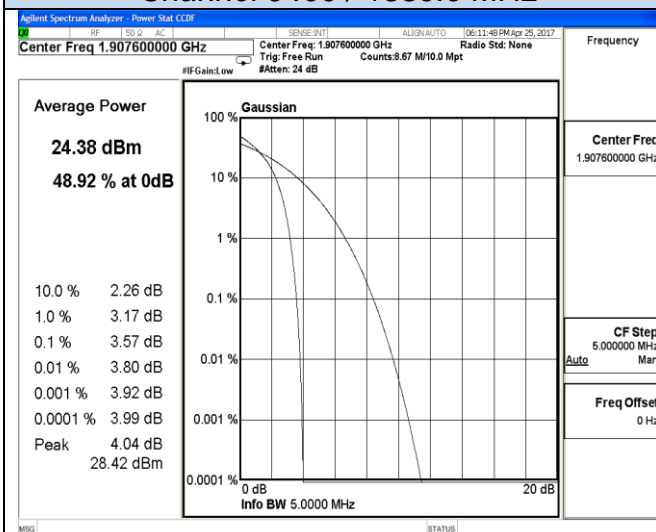 Agilent Spectrum Analyzer - Power Stat CCDF
RF 50 Ω AC SENSE:INT ALIGN AUTO 06:11:48 PM Apr 25, 2017
Center Freq 1.907600000 GHz
Center Freq: 1.907600000 GHz Radio Std: None
Trig: Free Run Counts:8.67 M/10.0 Mpt
#IFGain:Low #Atten: 24 dB
Frequency
Average Power
24.38 dBm
48.92 % at 0dB
10.0 % 2.26 dB
1.0 % 3.17 dB
0.1 % 3.57 dB
0.01 % 3.80 dB
0.001 % 3.92 dB
0.0001 % 3.99 dB
Peak 4.04 dB
28.42 dBm
Gaussian
100 %
10 %
1 %
0.1 %
0.01 %
0.001 %
0.0001 %
0 dB 20 dB
Info BW 5.0000 MHz
Center Freq
1.907600000 GHz
CF Step
5.000000 MHz
Auto Man
Freq Offset
0 Hz
MSG STATUS